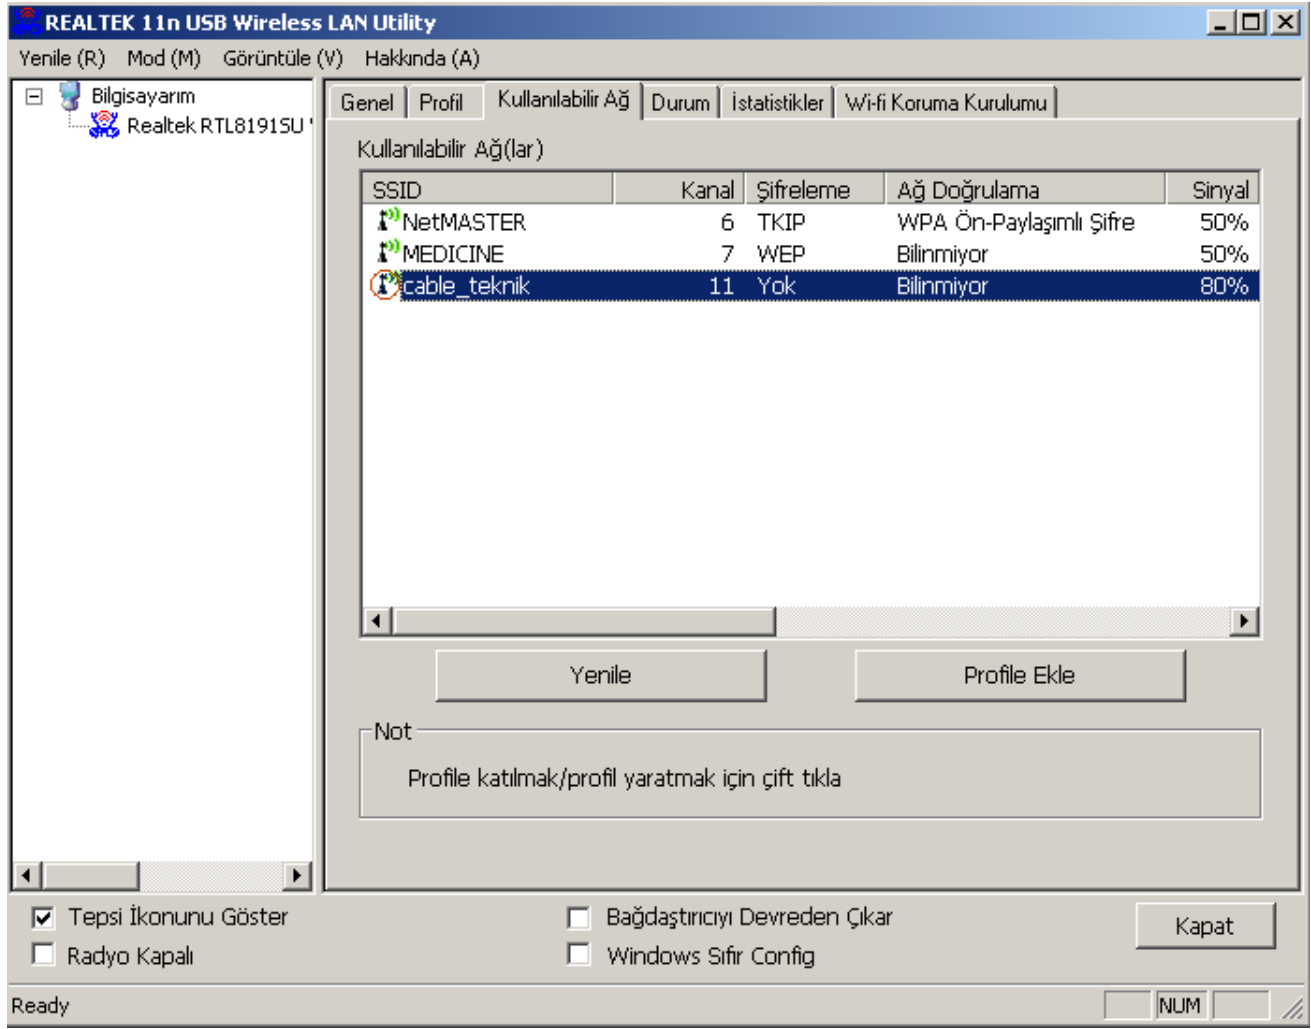 REALTEK 11n USB Wireless LAN Utility
Yenile (R) Mod (M) Görüntüle (V) Hakkında (A)
Bilgisayarım
Realtek RTL8191SU
Genel Profil Kullanılabilir Ağ Durum İstatistikler Wi-fi Koruma Kurulumu
Kullanılabilir Ağ(lar)
SSID Kanal Şifreleme Ağ Doğrulama Sinyal
NetMASTER 6 TKIP WPA Ön-Paylaşımlı Şifre 50%
MEDICINE 7 WEP Bilinmiyor 50%
cable_teknik 11 Yok Bilinmiyor 80%
Yenile Profile Ekle
Not
Profile katılmak/profil yaratmak için çift tıkla
Tepsi İkonunu Göster Bağdaştırıcıyı Devreden Çıkar Kapat
Radyo Kapalı Windows Sıfır Config
Ready NUM